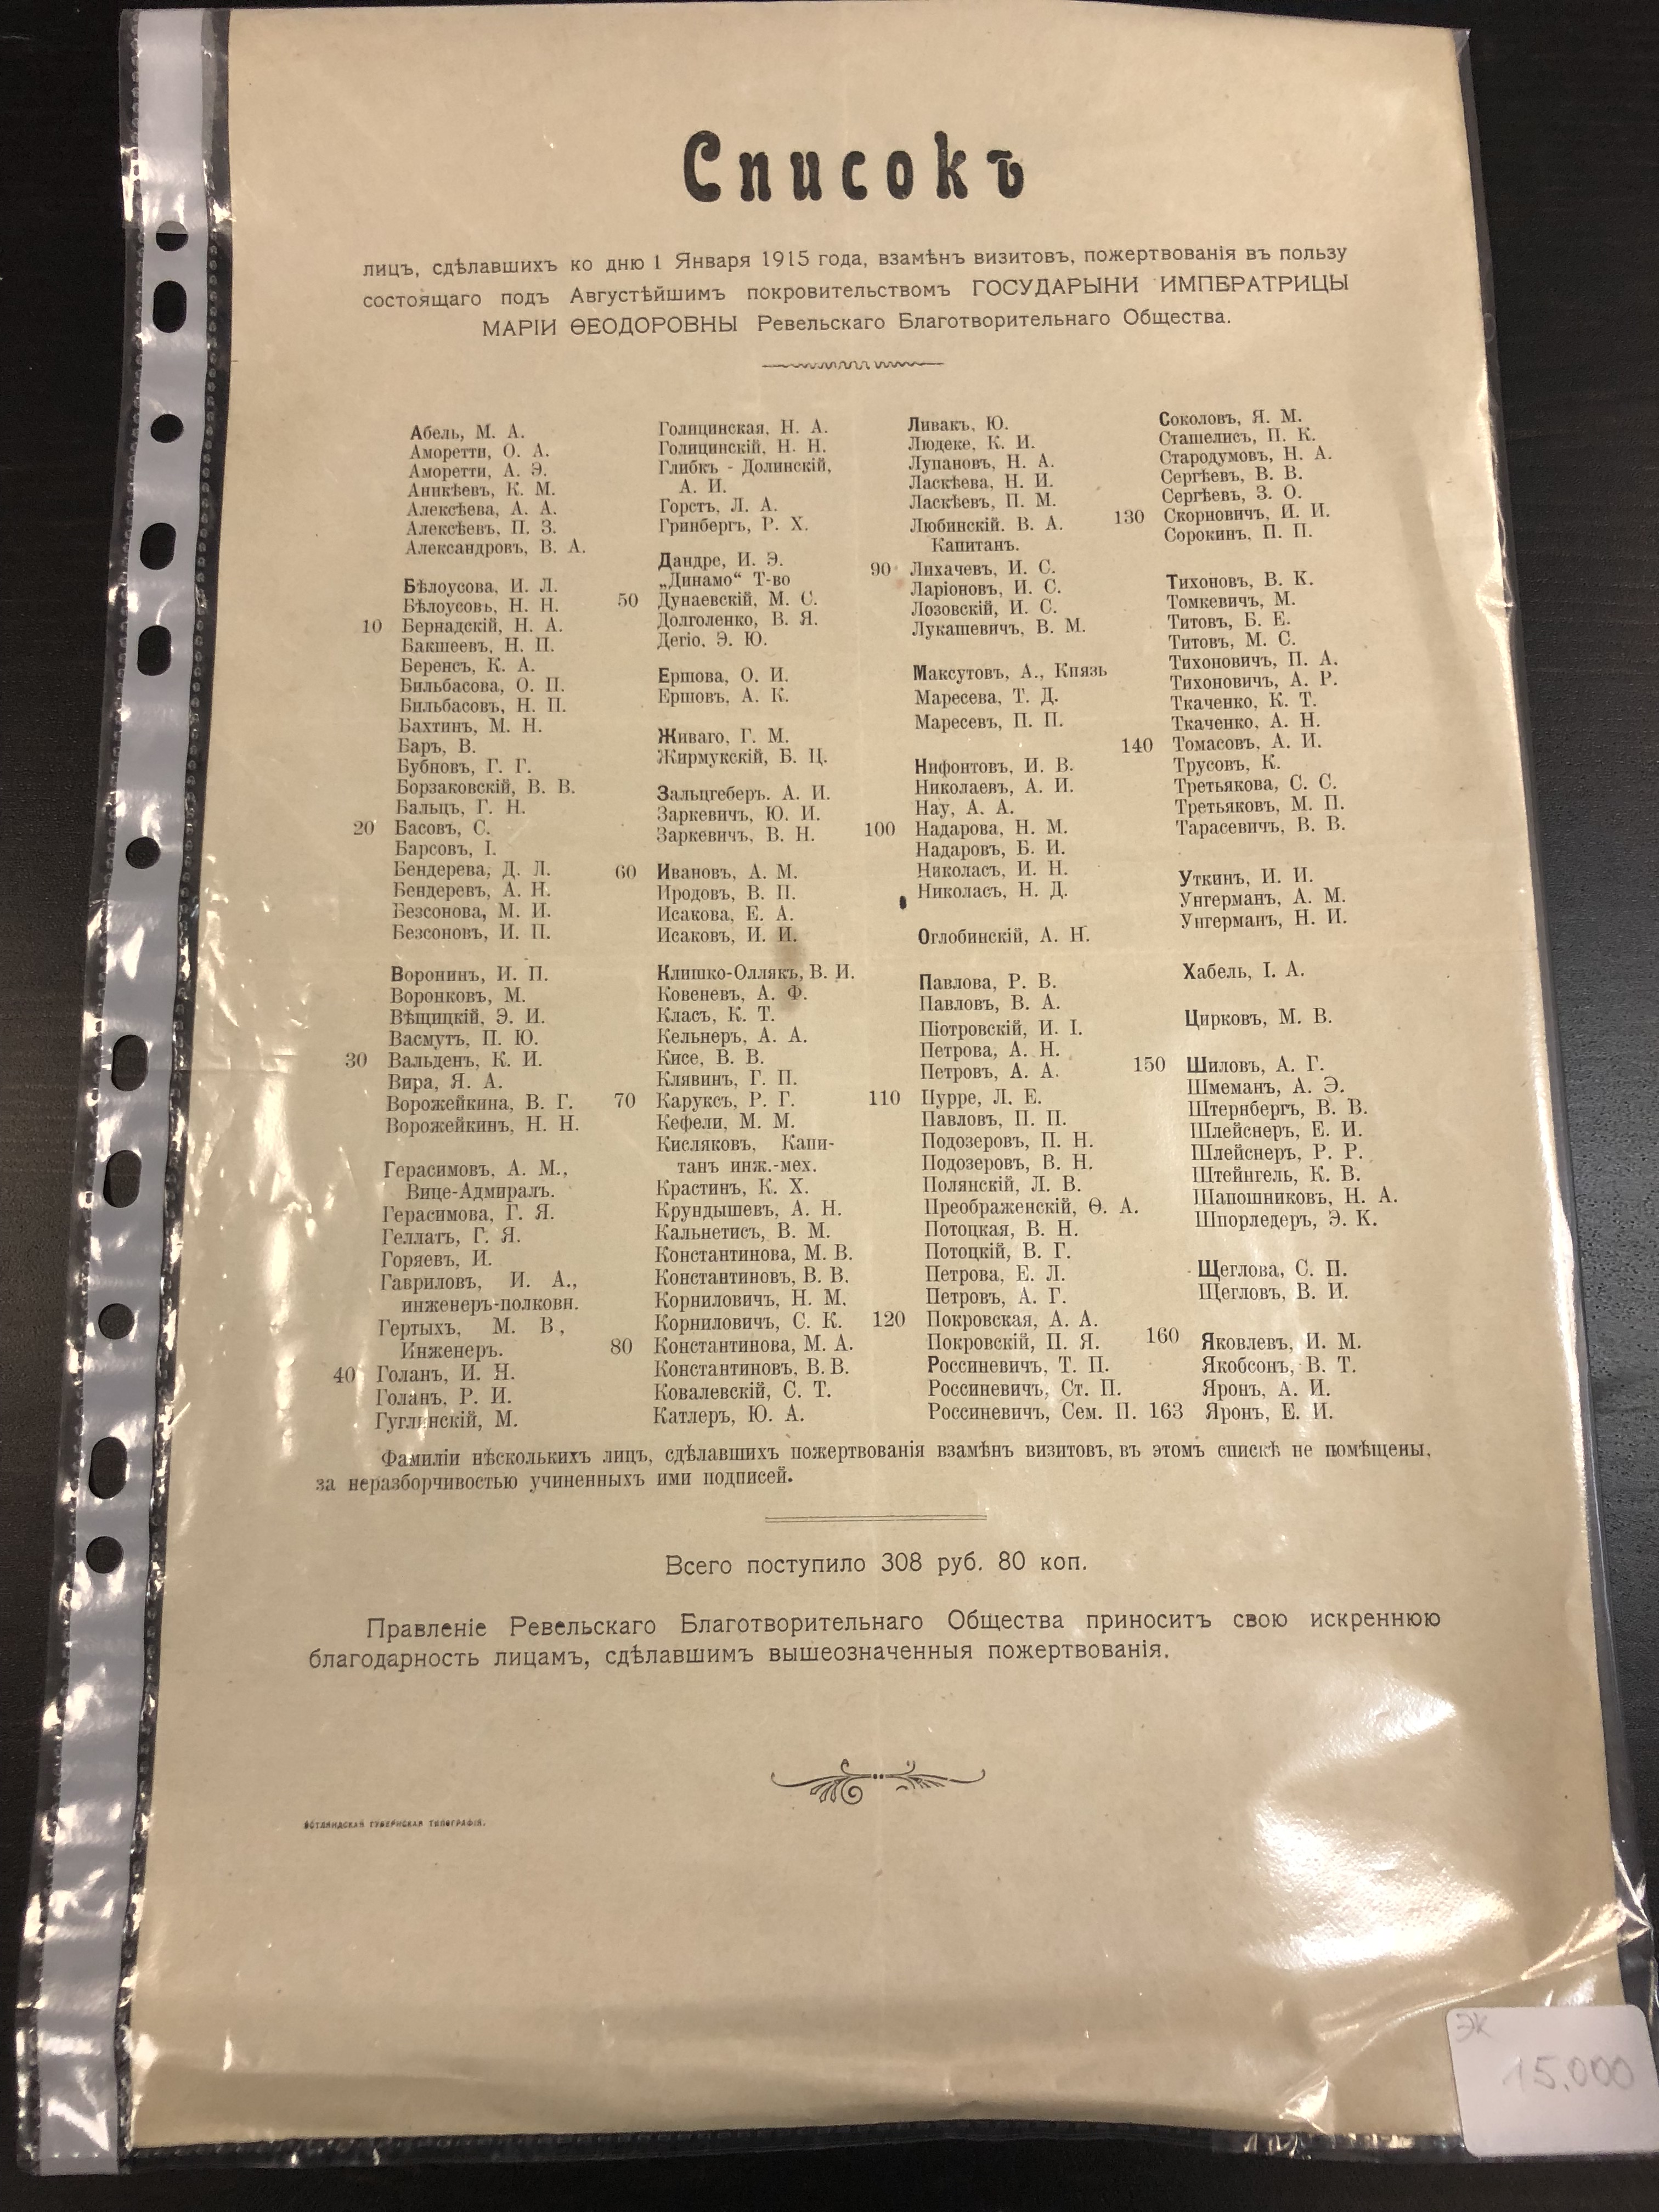 Списокъ
лицъ, сдѣлавшихъ ко дню 1 Января 1915 года, взамѣнъ визитовъ, пожертвованія въ пользу
состоящаго подъ Августѣйшимъ покровительствомъ ГОСУДАРЫНИ ИМПЕРАТРИЦЫ
МАРІИ ѲЕОДОРОВНЫ Ревельскаго Благотворительнаго Общества.
Абель, М. А.
Аморетти, О. А.
Аморетти, А. Э.
Аникѣевъ, К. М.
Алексѣева, А. А.
Алексѣевъ, П. З.
Александровъ, В. А.
Бѣлоусова, И. Л.
Бѣлоусовъ, Н. Н.
10 Бернадскій, Н. А.
Бакшеевъ, Н. П.
Беренсъ, К. А.
Бильбасова, О. П.
Бильбасовъ, Н. П.
Бахтинъ, М. Н.
Баръ, В.
Бубновъ, Г. Г.
Борзаковскій, В. В.
Бальцъ, Г. Н.
20 Басовъ, С.
Барсовъ, І.
Бендерева, Д. Л.
Бендеревъ, А. Н.
Безсонова, М. И.
Безсоновъ, И. П.
Воронинъ, И. П.
Воронковъ, М.
Вѣщицкій, Э. И.
Васмутъ, П. Ю.
30 Вальденъ, К. И.
Вира, Я. А.
Ворожейкина, В. Г.
Ворожейкинъ, Н. Н.
Герасимовъ, А. М.,
Вице-Адмиралъ.
Герасимова, Г. Я.
Геллатъ, Г. Я.
Горяевъ, И.
Гавриловъ, И. А.,
инженеръ-полковн.
Гертыхъ, М. В,
Инженеръ.
40 Голанъ, И. Н.
Голанъ, Р. И.
Гуглинскій, М.
Голицинская, Н. А.
Голицинскій, Н. Н.
Глибкъ - Долинскій,
А. И.
Горстъ, Л. А.
Гринбергъ, Р. Х.
Дандре, И. Э.
„Динамо“ Т-во
50 Дунаевскій, М. С.
Долголенко, В. Я.
Дегіо, Э. Ю.
Ершова, О. И.
Ершовъ, А. К.
Живаго, Г. М.
Жирмукскій, Б. Ц.
Зальцгеберъ. А. И.
Заркевичъ, Ю. И.
Заркевичъ, В. Н.
60 Ивановъ, А. М.
Иродовъ, В. П.
Исакова, Е. А.
Исаковъ, И. И.
Клишко-Оллякъ, В. И.
Ковеневъ, А. Ф.
Класъ, К. Т.
Кельнеръ, А. А.
Кисе, В. В.
Клявинъ, Г. П.
70 Каруксъ, Р. Г.
Кефели, М. М.
Кисляковъ, Капи-
танъ инж.-мех.
Крастинъ, К. Х.
Крундышевъ, А. Н.
Кальнетисъ, В. М.
Константинова, М. В.
Константиновъ, В. В.
Корниловичъ, Н. М.
Корниловичъ, С. К.
80 Константинова, М. А.
Константиновъ, В. В.
Ковалевскій, С. Т.
Катлеръ, Ю. А.
Ливакъ, Ю.
Людеке, К. И.
Лупановъ, Н. А.
Ласкѣева, Н. И.
Ласкѣевъ, П. М.
Любинскій. В. А.
Капитанъ.
90 Лихачевъ, И. С.
Ларіоновъ, И. С.
Лозовскій, И. С.
Лукашевичъ, В. М.
Максутовъ, А., Князь
Маресева, Т. Д.
Маресевъ, П. П.
Нифонтовъ, И. В.
Николаевъ, А. И.
Нау, А. А.
100 Надарова, Н. М.
Надаровъ, Б. И.
Николасъ, И. Н.
Николасъ, Н. Д.
Оглобинскій, А. Н.
Павлова, Р. В.
Павловъ, В. А.
Піотровскій, И. І.
Петрова, А. Н.
Петровъ, А. А.
110 Пурре, Л. Е.
Павловъ, П. П.
Подозеровъ, П. Н.
Подозеровъ, В. Н.
Полянскій, Л. В.
Преображенскій, Ѳ. А.
Потоцкая, В. Н.
Потоцкій, В. Г.
Петрова, Е. Л.
Петровъ, А. Г.
120 Покровская, А. А.
Покровскій, П. Я.
Россиневичъ, Т. П.
Россиневичъ, Ст. П.
Россиневичъ, Сем. П.
Соколовъ, Я. М.
Сташелисъ, П. К.
Стародумовъ, Н. А.
Сергѣевъ, В. В.
Сергѣевъ, З. О.
130 Скорновичъ, И. И.
Сорокинъ, П. П.
Тихоновъ, В. К.
Томкевичъ, М.
Титовъ, Б. Е.
Титовъ, М. С.
Тихоновичъ, П. А.
Тихоновичъ, А. Р.
Ткаченко, К. Т.
Ткаченко, А. Н.
140 Томасовъ, А. И.
Трусовъ, К.
Третьякова, С. С.
Третьяковъ, М. П.
Тарасевичъ, В. В.
Уткинъ, И. И.
Унгерманъ, А. М.
Унгерманъ, Н. И.
Хабель, І. А.
Цирковъ, М. В.
150 Шиловъ, А. Г.
Шмеманъ, А. Э.
Штернбергъ, В. В.
Шлейснеръ, Е. И.
Шлейснеръ, Р. Р.
Штейнгель, К. В.
Шапошниковъ, Н. А.
Шпорледеръ, Э. К.
Щеглова, С. П.
Щегловъ, В. И.
160 Яковлевъ, И. М.
Якобсонъ, В. Т.
Яронъ, А. И.
163 Яронъ, Е. И.
Фамиліи нѣсколькихъ лицъ, сдѣлавшихъ пожертвованія взамѣнъ визитовъ, въ этомъ спискѣ не помѣщены,
за неразборчивостью учиненныхъ ими подписей.
Всего поступило 308 руб. 80 коп.
Правленіе Ревельскаго Благотворительнаго Общества приноситъ свою искреннюю
благодарность лицамъ, сдѣлавшимъ вышеозначенныя пожертвованія.
Эстляндская Губернская Типографія.
ЭК
15.000